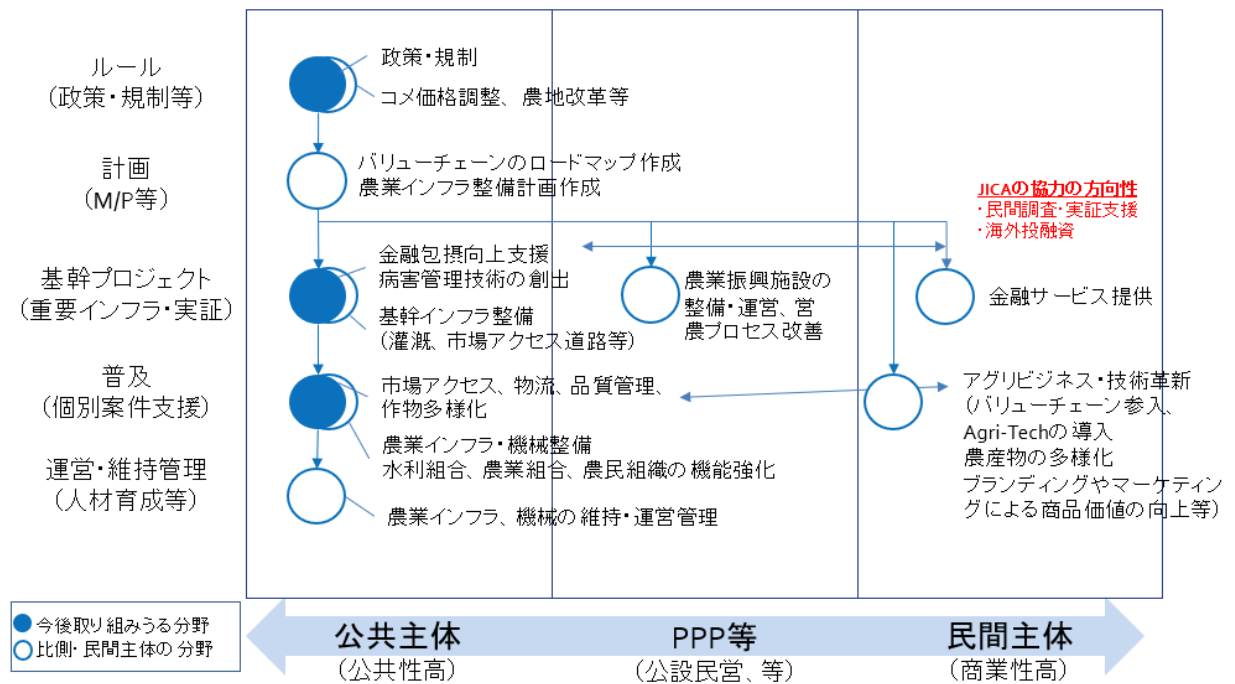 ルール
(政策・規制等)
政策・規制
コメ価格調整、農地改革等
計画
(M/P等)
バリューチェーンのロードマップ作成
農業インフラ整備計画作成
JICAの協力の方向性
・民間調査・実証支援
・海外投融資
基幹プロジェクト
(重要インフラ・実証)
金融包摂向上支援
病害管理技術の創出
基幹インフラ整備
(灌漑、市場アクセス道路等)
農業振興施設の
整備・運営、営
農プロセス改善
金融サービス提供
普及
(個別案件支援)
市場アクセス、物流、品質管理、
作物多様化
農業インフラ・機械整備
水利組合、農業組合、農民組織の機能強化
アグリビジネス・技術革新
(バリューチェーン参入、
Agri-Techの導入
農産物の多様化
ブランディングやマーケティン
グによる商品価値の向上等)
運営・維持管理
(人材育成等)
農業インフラ、機械の維持・運営管理
今後取り組みうる分野
比側・民間主体の分野
公共主体
(公共性高)
PPP等
(公設民営、等)
民間主体
(商業性高)